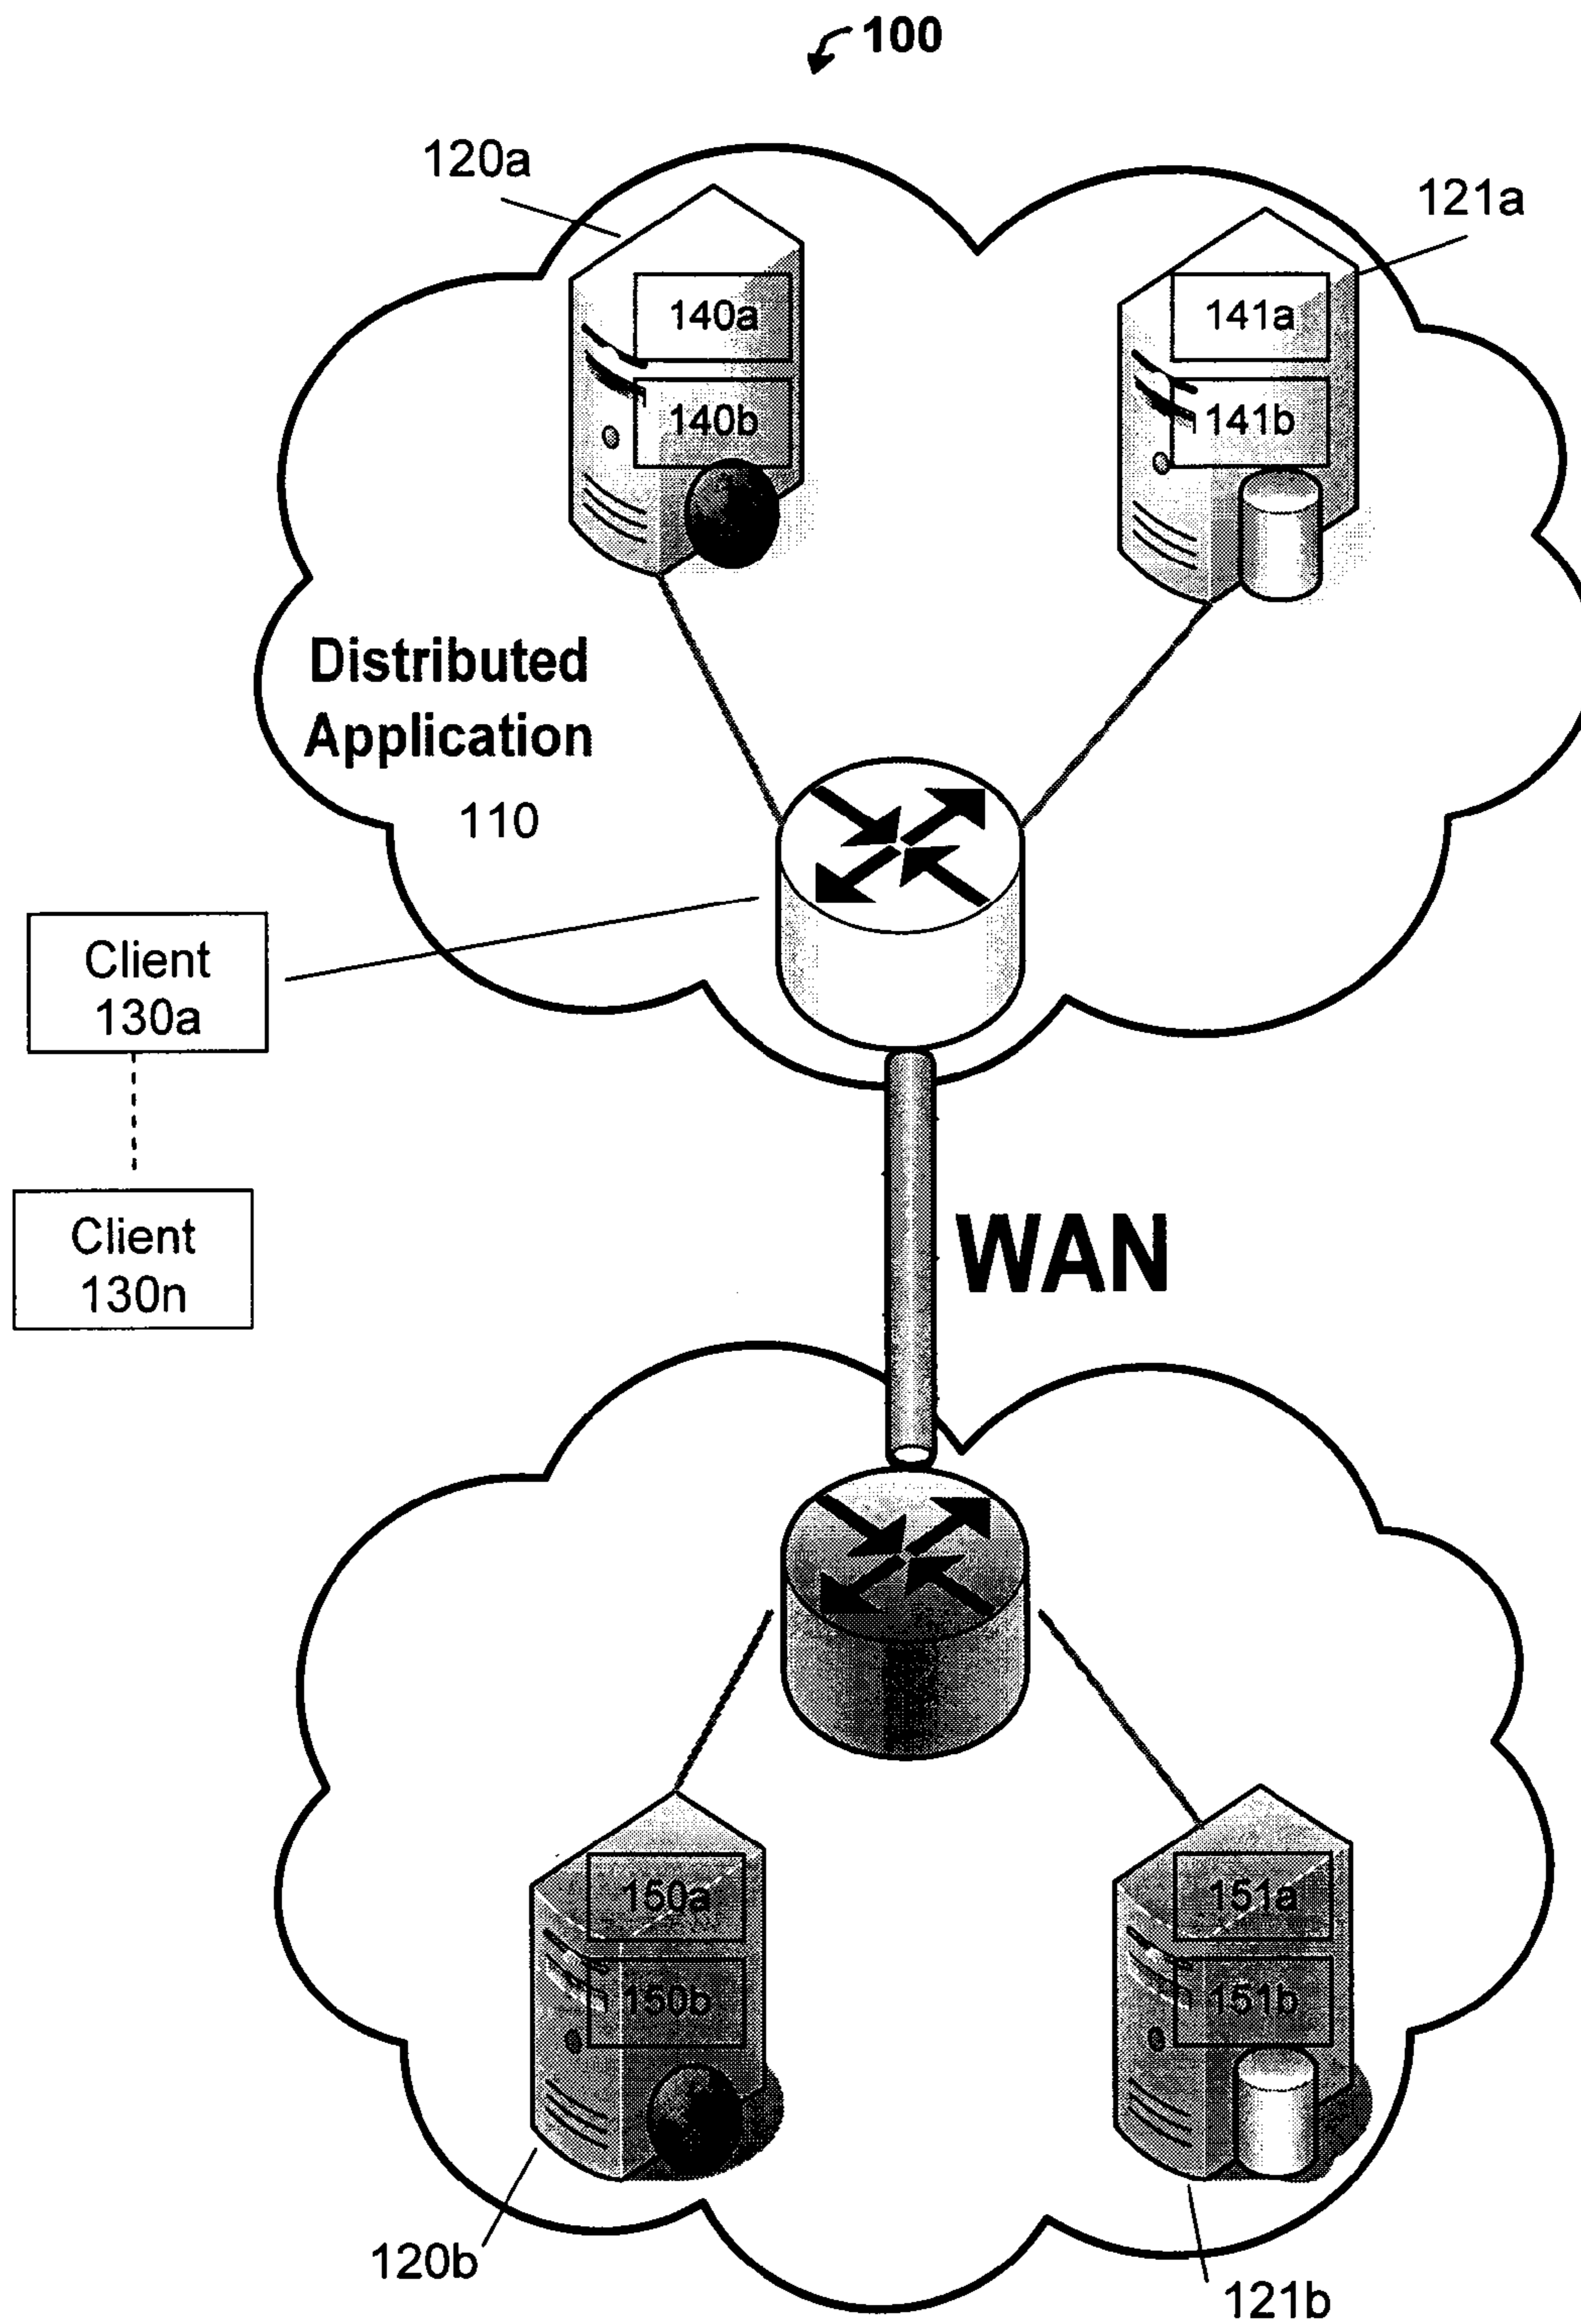 100
120a
121a
140a
141a
140b
141b
Distributed
Application
110
Client
130a
Client
130n
WAN
150a
151a
150b
151b
120b
121b